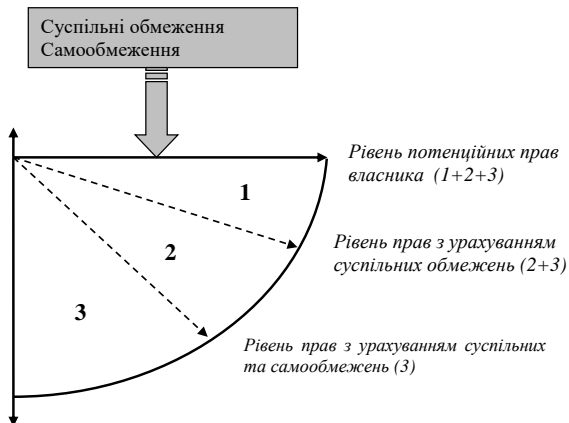 Суспільні обмеження
Самообмеження
Рівень потенційних прав
власника (1+2+3)
1
Рівень прав з урахуванням
суспільних обмежень (2+3)
2
3
Рівень прав з урахуванням суспільних
та самообмежень (3)